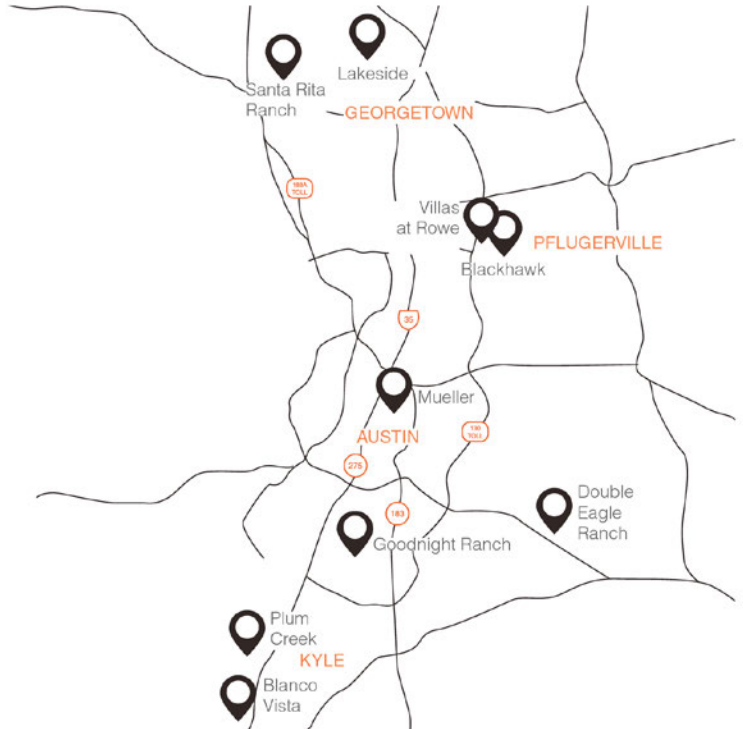 Lakeside
Santa Rita
Ranch
GEORGETOWN
183A
TOLL
Villas
at Rowe
PFLUGERVILLE
Blackhawk
35
Mueller
AUSTIN
130
TOLL
275
183
Double
Eagle
Ranch
Goodnight Ranch
Plum
Creek
KYLE
Blanco
Vista